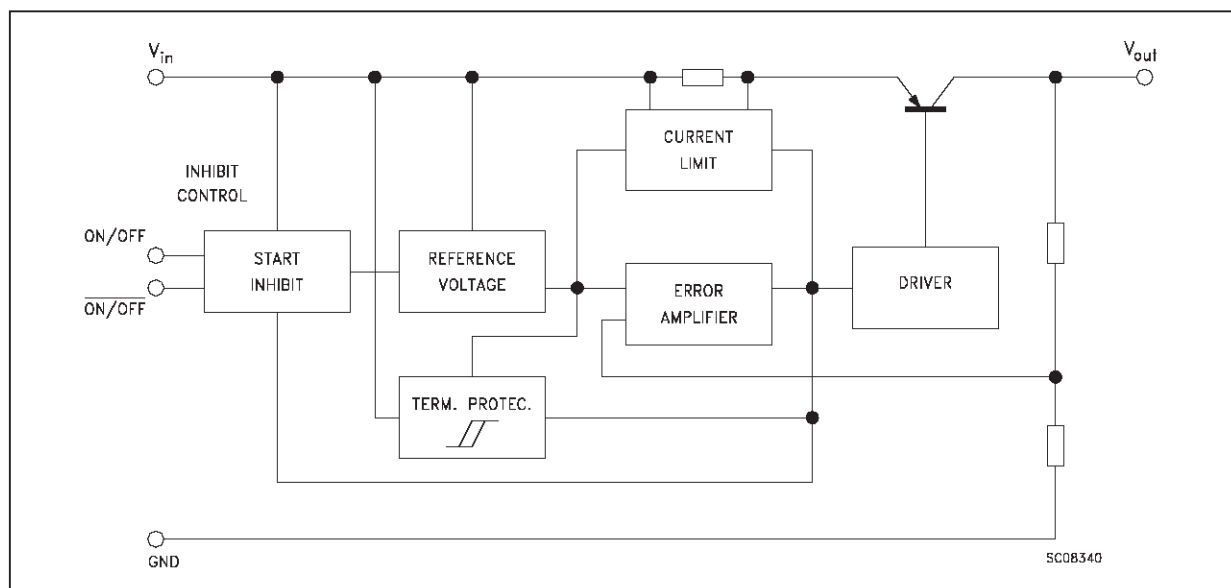 Vin
Vout
CURRENT
LIMIT
INHIBIT
CONTROL
ON/OFF
ON/OFF
START
INHIBIT
REFERENCE
VOLTAGE
ERROR
AMPLIFIER
DRIVER
TERM. PROTEC.
GND
SC08340